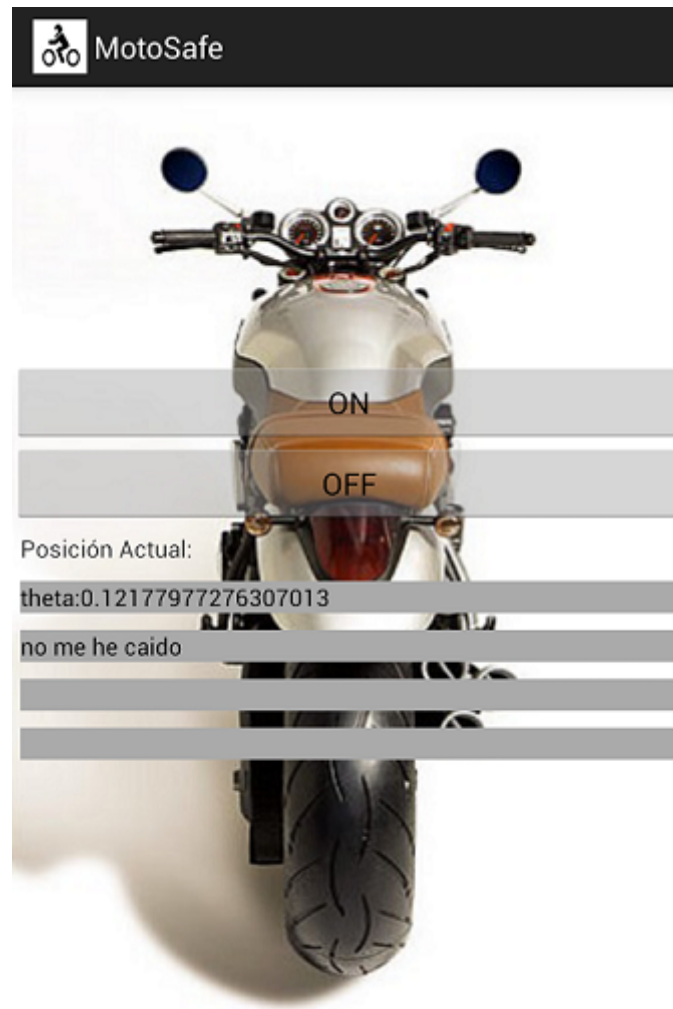 MotoSafe
ON
OFF
Posición Actual:
theta:0.12177977276307013
no me he caido